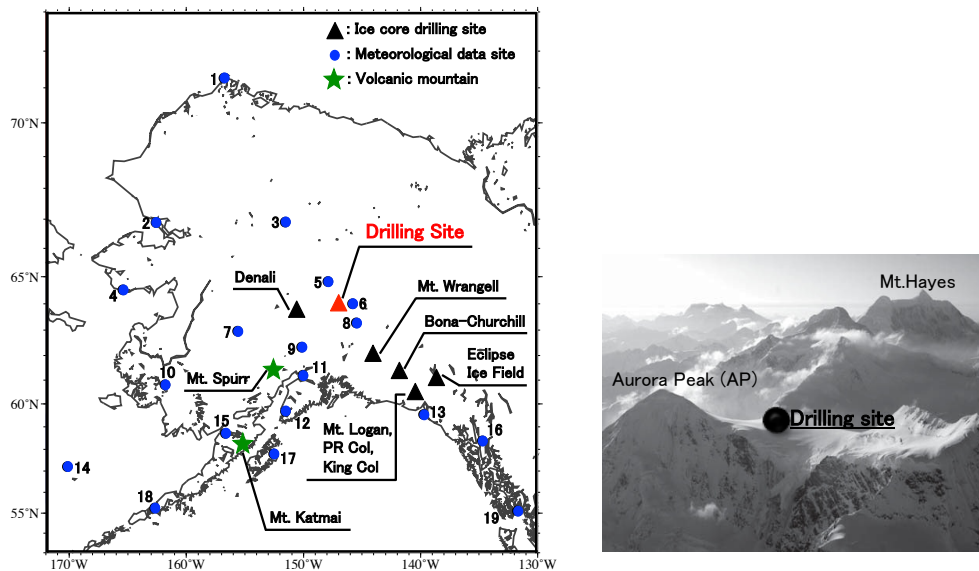 : Ice core drilling site
: Meteorological data site
: Volcanic mountain
1
70°N
2
3
Drilling Site
65°N
Denali
5
Mt. Wrangell
4
6
Bona-Churchill
8
7
9
Eclipse
Ice Field
10
Mt. Spurr
11
60°N
12
13
Mt. Logan,
PR Col,
King Col
15
16
14
17
18
Mt. Katmai
55°N
19
170°W
160°W
150°W
140°W
130°W
Mt.Hayes
Aurora Peak (AP)
Drilling site